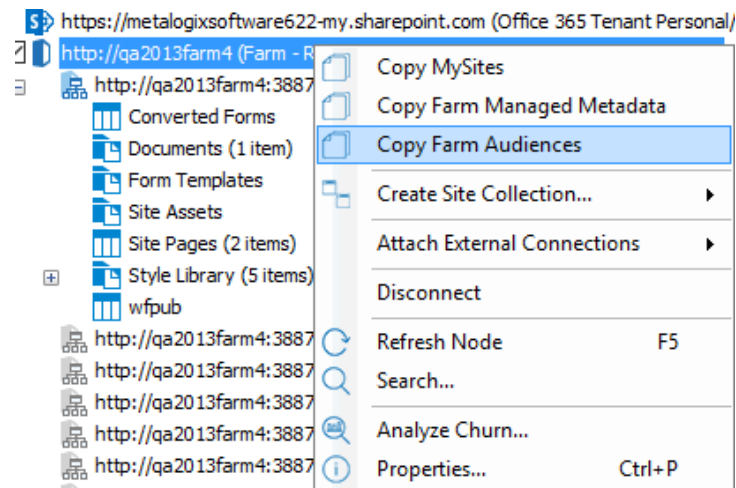 https://metalogixsoftware622-my.sharepoint.com (Office 365 Tenant Personal/
http://qa2013farm4 (Farm - R
http://qa2013farm4:3887
Converted Forms
Documents (1 item)
Form Templates
Site Assets
Site Pages (2 items)
Style Library (5 items)
wfpub
http://qa2013farm4:3887
http://qa2013farm4:3887
http://qa2013farm4:3887
http://qa2013farm4:3887
http://qa2013farm4:3887
Copy MySites
Copy Farm Managed Metadata
Copy Farm Audiences
Create Site Collection...
Attach External Connections
Disconnect
Refresh Node F5
Search...
Analyze Churn...
Properties... Ctrl+P